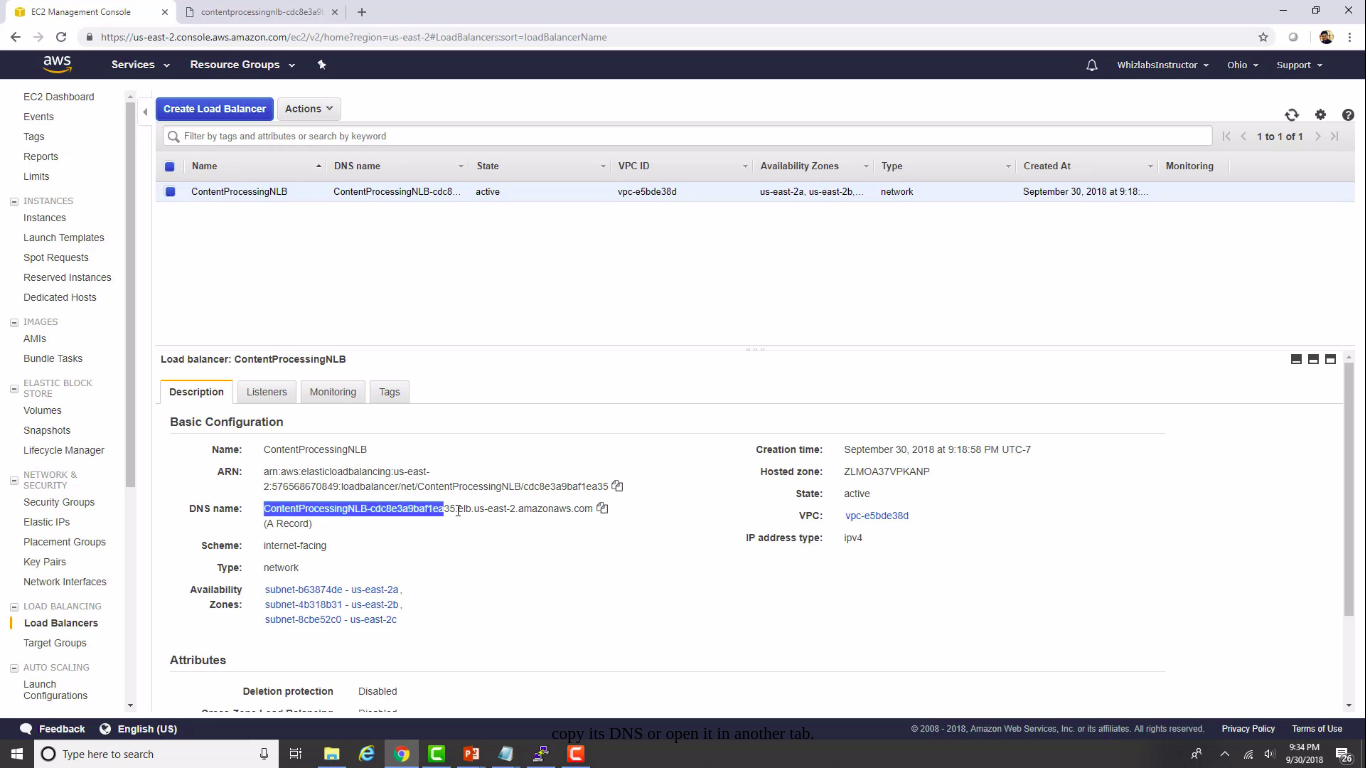 EC2 Management Console
contentprocessingnlb-cdc8e3a9b
https://us-east-2.console.aws.amazon.com/ec2/v2/home?region=us-east-2#LoadBalancers:sort=loadBalancerName
aws
Services
Resource Groups
WhizlabsInstructor
Ohio
Support
EC2 Dashboard
Events
Tags
Reports
Limits
INSTANCES
Instances
Launch Templates
Spot Requests
Reserved Instances
Dedicated Hosts
IMAGES
AMIs
Bundle Tasks
ELASTIC BLOCK
STORE
Volumes
Snapshots
Lifecycle Manager
NETWORK &
SECURITY
Security Groups
Elastic IPs
Placement Groups
Key Pairs
Network Interfaces
LOAD BALANCING
Load Balancers
Target Groups
AUTO SCALING
Launch
Configurations
Create Load Balancer
Actions
Filter by tags and attributes or search by keyword
1 to 1 of 1
Name DNS name State VPC ID Availability Zones Type Created At Monitoring
ContentProcessingNLB ContentProcessingNLB-cdc8... active vpc-e5bde38d us-east-2a, us-east-2b,... network September 30, 2018 at 9:18:...
Load balancer: ContentProcessingNLB
Description
Listeners
Monitoring
Tags
Basic Configuration
Name: ContentProcessingNLB
ARN: arn:aws:elasticloadbalancing:us-east-
2:576568670849:loadbalancer/net/ContentProcessingNLB/cdc8e3a9baf1ea35
DNS name: ContentProcessingNLB-cdc8e3a9baf1ea35.elb.us-east-2.amazonaws.com
(A Record)
Scheme: internet-facing
Type: network
Availability
Zones:
subnet-b63874de - us-east-2a,
subnet-4b318b31 - us-east-2b,
subnet-8cbe52c0 - us-east-2c
Creation time: September 30, 2018 at 9:18:58 PM UTC-7
Hosted zone: ZLMOA37VPKANP
State: active
VPC: vpc-e5bde38d
IP address type: ipv4
Attributes
Deletion protection Disabled
Cross-Zone Load Balancing Disabled
Feedback
English (US)
© 2008 - 2018, Amazon Web Services, Inc. or its affiliates. All rights reserved.
Privacy Policy
Terms of Use
copy its DNS or open it in another tab.
Type here to search
9:34 PM
9/30/2018
26